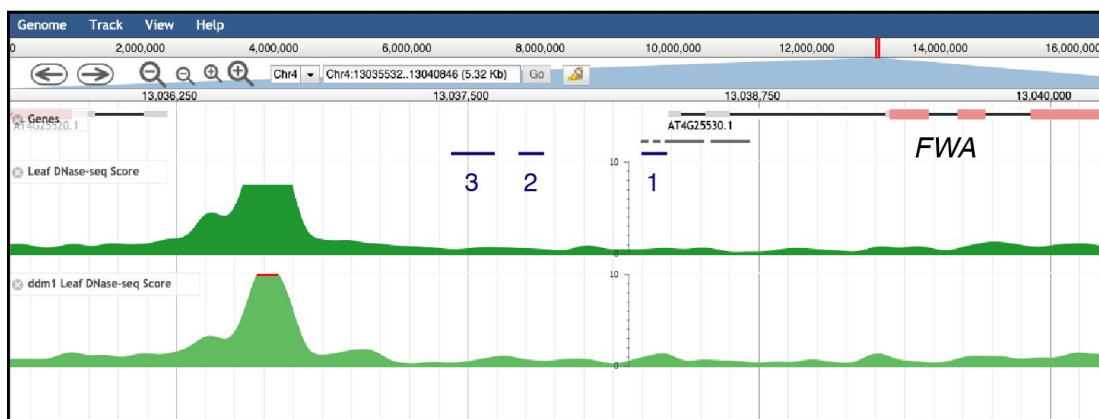 Genome Track View Help
0 2,000,000 4,000,000 6,000,000 8,000,000 10,000,000 12,000,000 14,000,000 16,000,000
Chr4 Chr4:13035532..13040846 (5.32 Kb) Go
13,036,250 13,037,500 13,038,750 13,040,000
Genes
AT4G25520.1 AT4G25530.1
FWA
3 2 1
10
Leaf DNase-seq Score
0
10
ddm1 Leaf DNase-seq Score
0